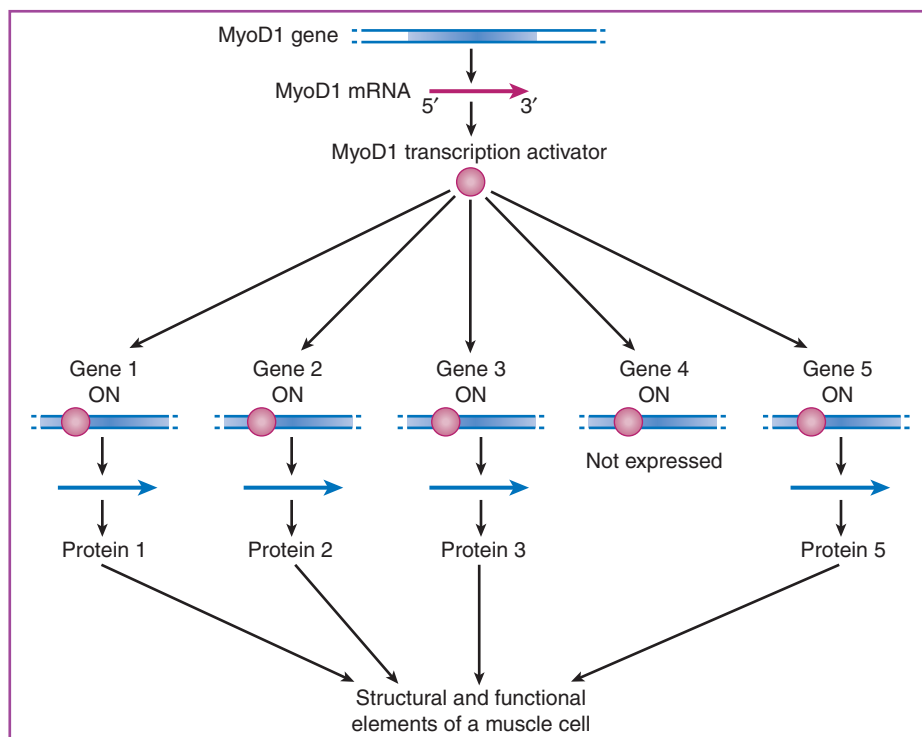 MyoD1 gene
MyoD1 mRNA
5′ 3′
MyoD1 transcription activator
Gene 1
ON
Gene 2
ON
Gene 3
ON
Gene 4
ON
Gene 5
ON
Not expressed
Protein 1
Protein 2
Protein 3
Protein 5
Structural and functional
elements of a muscle cell